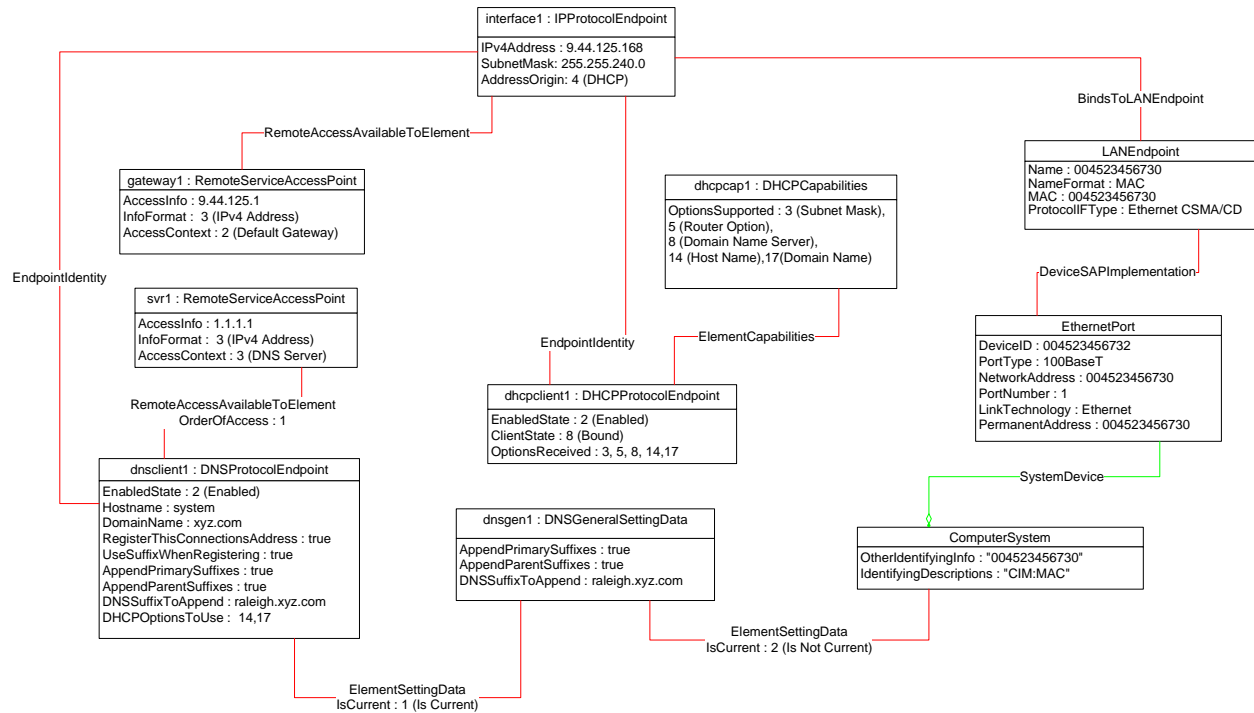 interface1 : IPProtocolEndpoint
IPv4Address : 9.44.125.168
SubnetMask: 255.255.240.0
AddressOrigin: 4 (DHCP)
BindsToLANEndpoint
RemoteAccessAvailableToElement
LANEndpoint
Name : 004523456730
NameFormat : MAC
MAC : 004523456730
ProtocolIFType : Ethernet CSMA/CD
gateway1 : RemoteServiceAccessPoint
AccessInfo : 9.44.125.1
InfoFormat :  3 (IPv4 Address)
AccessContext : 2 (Default Gateway)
dhcpcap1 : DHCPCapabilities
OptionsSupported : 3 (Subnet Mask),
5 (Router Option),
8 (Domain Name Server),
14 (Host Name),17(Domain Name)
EndpointIdentity
DeviceSAPImplementation
svr1 : RemoteServiceAccessPoint
AccessInfo : 1.1.1.1
InfoFormat :  3 (IPv4 Address)
AccessContext : 3 (DNS Server)
EthernetPort
DeviceID : 004523456732
PortType : 100BaseT
NetworkAddress : 004523456730
PortNumber : 1
LinkTechnology : Ethernet
PermanentAddress : 004523456730
EndpointIdentity
ElementCapabilities
dhcpclient1 : DHCPProtocolEndpoint
EnabledState : 2 (Enabled)
ClientState : 8 (Bound)
OptionsReceived : 3, 5, 8, 14,17
RemoteAccessAvailableToElement
OrderOfAccess : 1
dnsclient1 : DNSProtocolEndpoint
EnabledState : 2 (Enabled)
Hostname : system
DomainName : xyz.com
RegisterThisConnectionsAddress : true
UseSuffixWhenRegistering : true
AppendPrimarySuffixes : true
AppendParentSuffixes : true
DNSSuffixToAppend : raleigh.xyz.com
DHCPOptionsToUse :  14,17
SystemDevice
dnsgen1 : DNSGeneralSettingData
AppendPrimarySuffixes : true
AppendParentSuffixes : true
DNSSuffixToAppend : raleigh.xyz.com
ComputerSystem
OtherIdentifyingInfo : "004523456730"
IdentifyingDescriptions : "CIM:MAC"
ElementSettingData
IsCurrent : 2 (Is Not Current)
ElementSettingData
IsCurrent : 1 (Is Current)